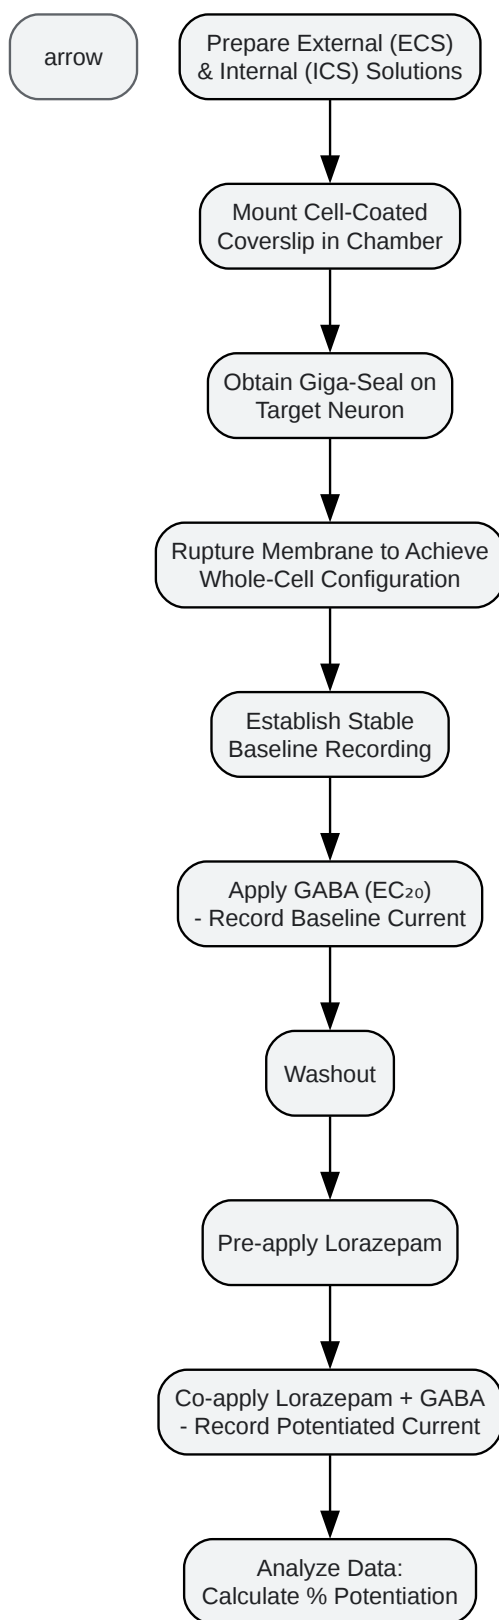 arrow
Prepare External (ECS)
& Internal (ICS) Solutions
Mount Cell-Coated
Coverslip in Chamber
Obtain Giga-Seal on
Target Neuron
Rupture Membrane to Achieve
Whole-Cell Configuration
Establish Stable
Baseline Recording
Apply GABA (EC₂₀)
- Record Baseline Current
Washout
Pre-apply Lorazepam
Co-apply Lorazepam + GABA
- Record Potentiated Current
Analyze Data:
Calculate % Potentiation